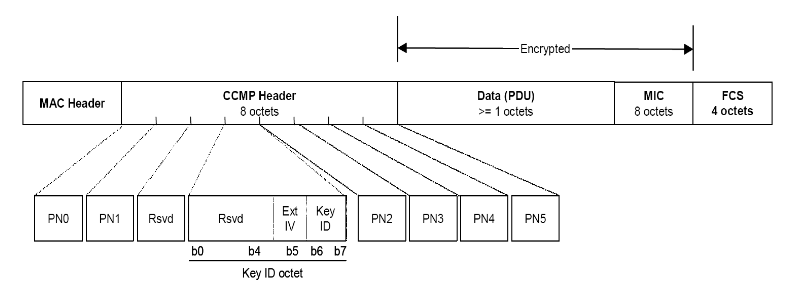 Encrypted
MAC Header
CCMP Header
8 octets
Data (PDU)
>= 1 octets
MIC
8 octets
FCS
4 octets
PN0
PN1
Rsvd
Rsvd
Ext
IV
Key
ID
PN2
PN3
PN4
PN5
b0 b4 b5 b6 b7
Key ID octet